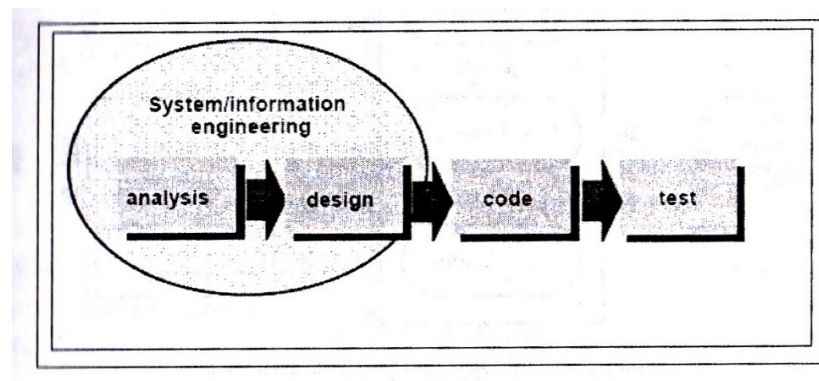 System/information
engineering
analysis
design
code
test